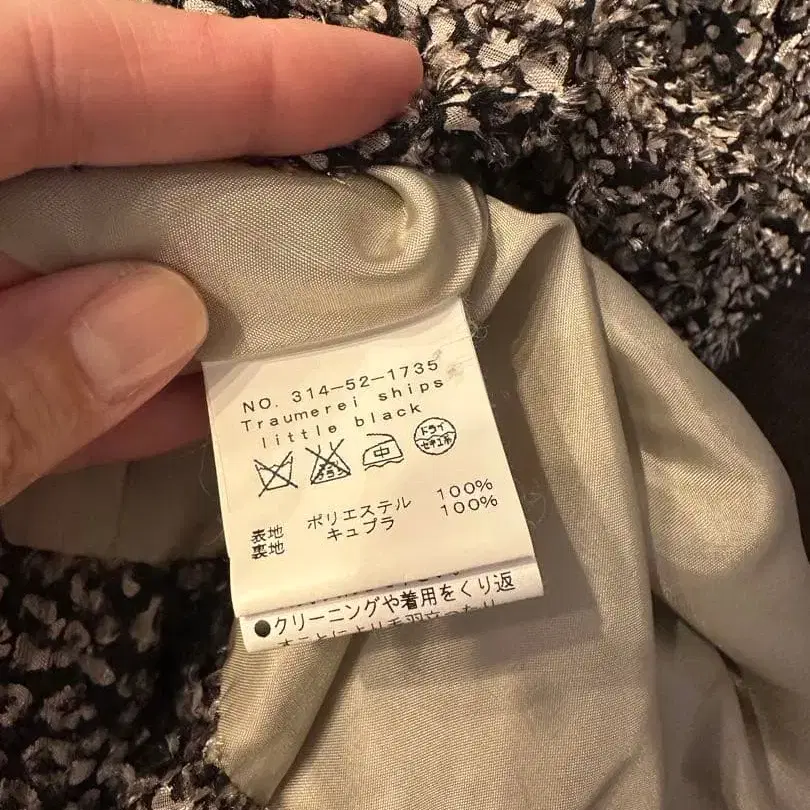 NO. 314-52-1735
Traumerei ships
little black
中 ドライ セキユ系
表地 ポリエステル 100%
裏地 キュプラ 100%
●クリーニングや着用をくり返